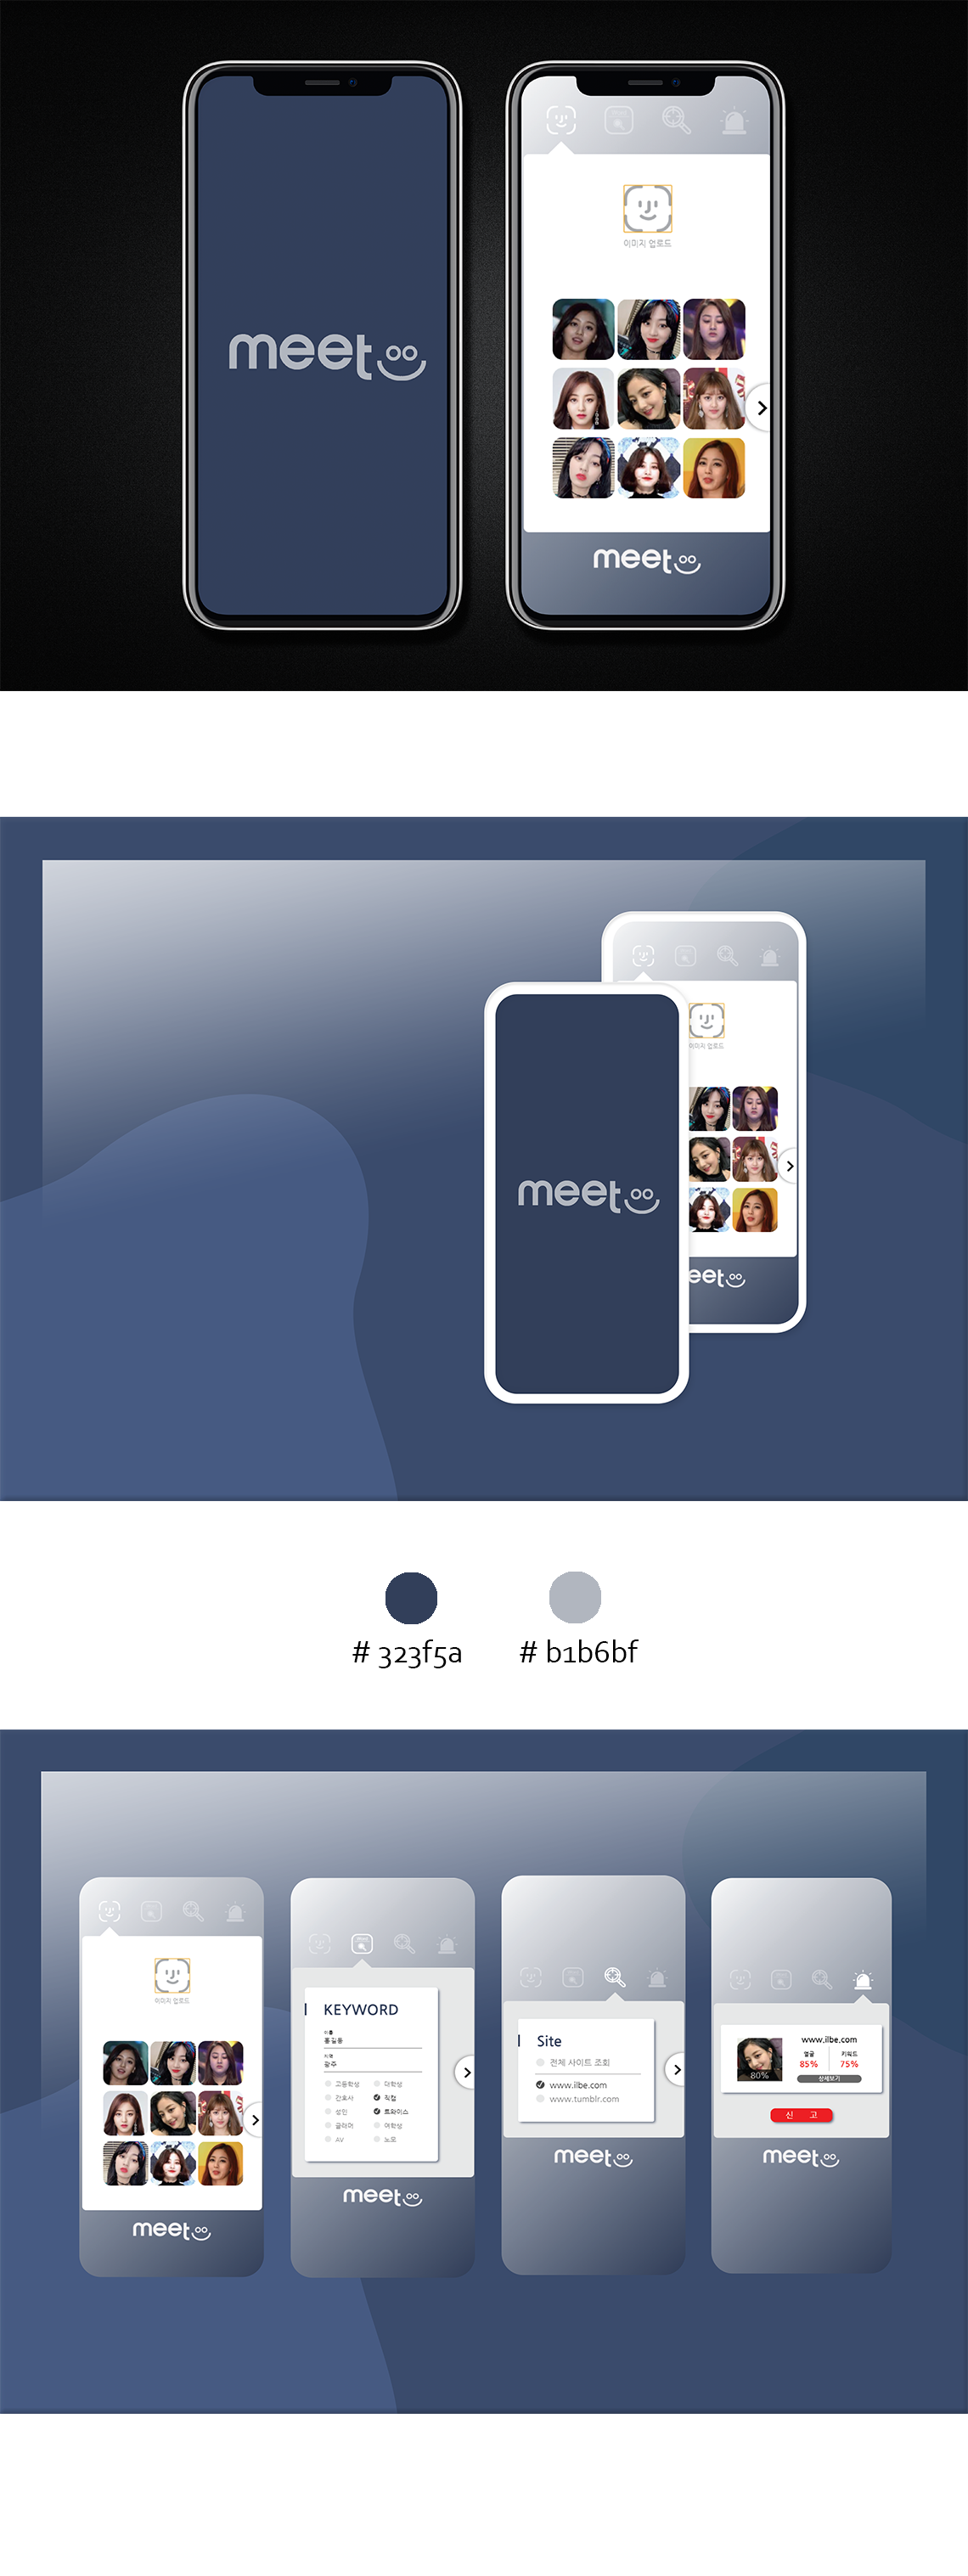 meet
이미지 업로드
meet
이미지 업로드
meet
eet
# 323f5a
# b1b6bf
이미지 업로드
meet
KEYWORD
이름
홍길동
지역
광주
고등학생
대학생
간호사
직캠
성인
트와이스
글래머
여학생
AV
노모
meet
Site
전체 사이트 조회
www.ilbe.com
www.tumblr.com
meet
www.ilbe.com
얼굴
키워드
85%
75%
80%
상세보기
신 고
meet